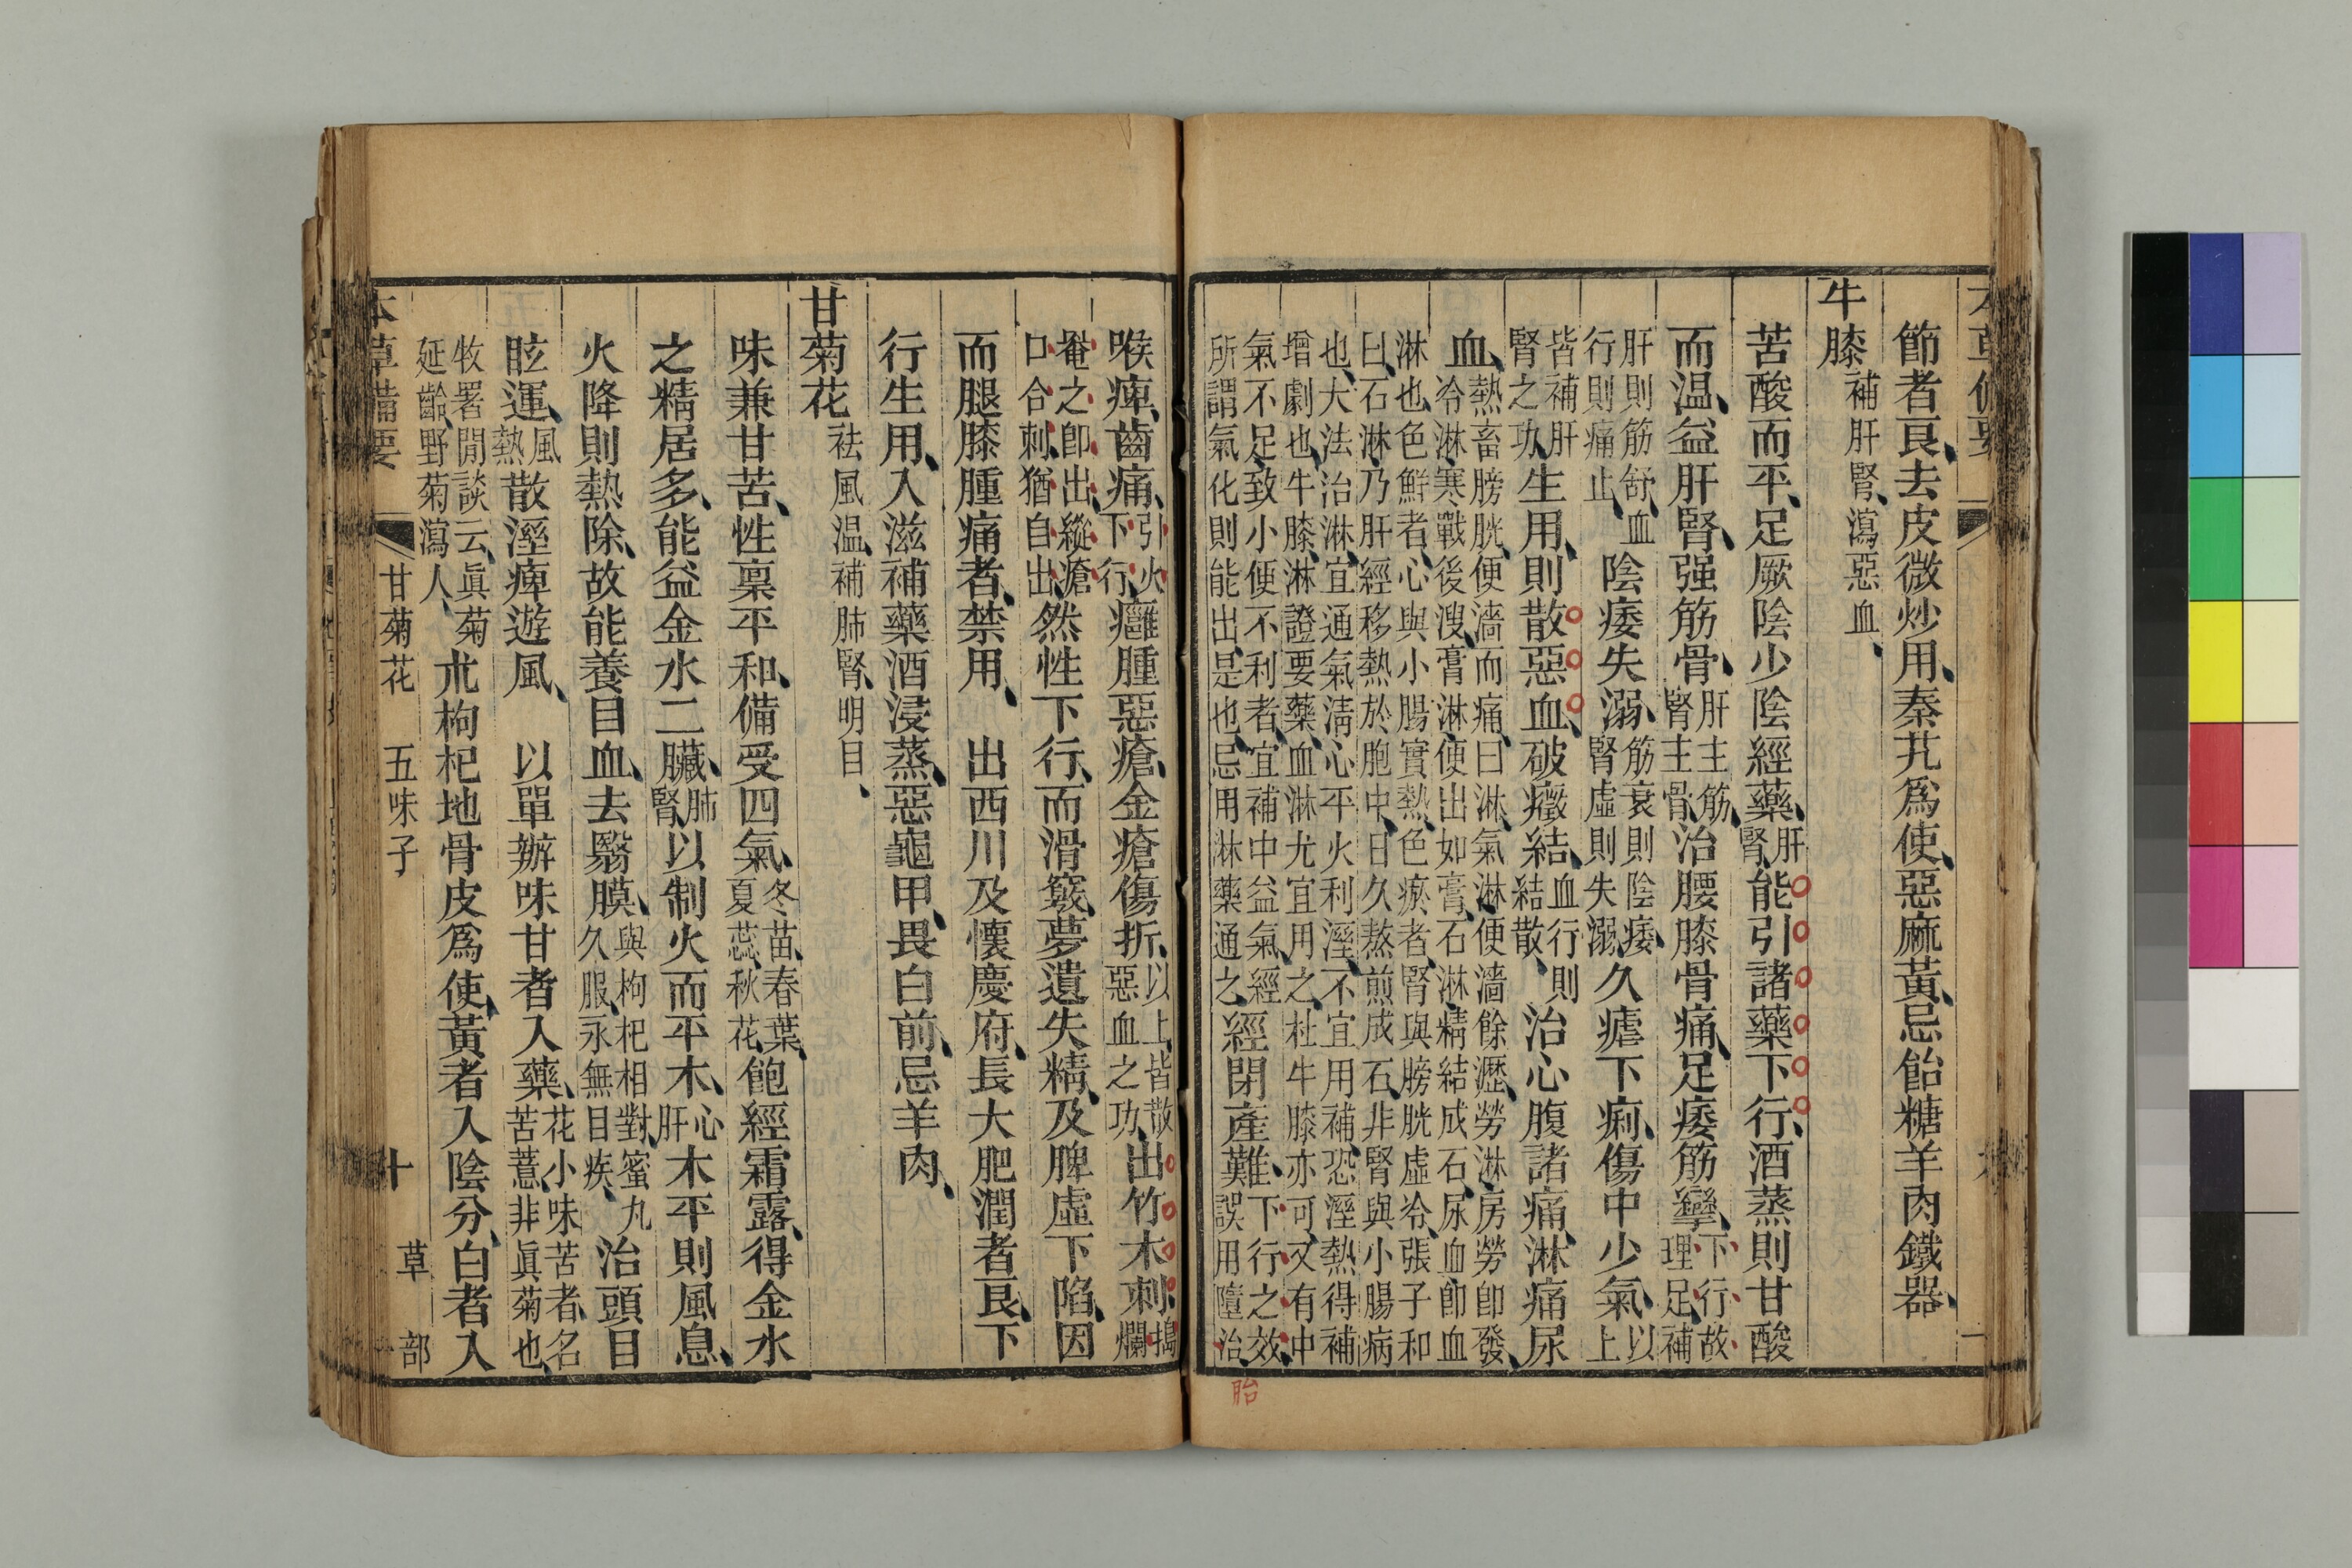 節者良、去皮微炒用、秦艽爲使、惡麻黃、忌飴糖羊肉鐵器、
牛膝補肝腎、瀉惡血、
苦酸而平、足厥陰少陰經藥、肝腎能引諸藥下行、酒蒸則甘酸
而温、益肝腎、强筋骨、肝主筋、腎主骨治腰膝骨痛、足痿筋攣、下行故理足、補
肝則筋舒、血行則痛止陰痿失溺、筋衰則陰痿、腎虛則失溺久瘧下痢、傷中少氣、以上
皆補肝腎之功生用、則散惡血、破癥結、血行則結散、治心腹諸痛、淋痛尿
血、熱畜膀胱、便濇而痛、曰淋、氣淋、便濇餘瀝、勞淋、房勞即發、冷淋、寒戰後溲、膏淋、便出如膏、石淋、精結成石、尿血即血
淋也、色鮮者、心與小腸實熱、色瘀者、腎與膀胱虛冷、張子和曰、石淋乃肝經移熱於胞中、日久熬煎成石、非腎與小腸病
也、大法治淋、宜通氣清心、平火利溼、不宜用補、恐溼熱得補增劇也、牛膝、淋證要藥、血淋尤宜用之、杜牛膝亦可、又有中
氣不足、致小便不利者、宜補中益氣、經所謂氣化則能出是也、忌用淋藥通之、經閉產難、下行之效、誤用墮治
胎
喉痺、齒痛、引火下行癰腫惡瘡、金瘡傷折、以上皆散惡血之功、出竹木刺、搗爛
罨之即出、縱瘡口合、刺猶自出、然性下行、而滑竅、夢遺失精、及脾虛下陷、因
而腿膝腫痛者、禁用、出西川及懷慶府、長大肥潤者良、下
行生用、入滋補藥、酒浸蒸、惡龜甲、畏白前、忌羊肉、
甘菊花祛風温、補肺腎、明目、
味兼甘苦、性稟平和、備受四氣、冬苗、春葉、夏蕊、秋花飽經霜露、得金水
之精居多、能益金水二臟、肺腎以制火而平木、心肝木平則風息、
火降則熱除、故能養目血、去翳膜、與枸杞相對蜜丸久服、永無目疾、治頭目
眩運、風熱散溼痺遊風、以單瓣味甘者入藥、花小味苦者、名苦薏、非眞菊也、
牧署閒談云、眞菊延齡、野菊瀉人、朮枸杞地骨皮爲使、黃者入陰分、白者入
本草備要 甘菊花 五味子 十 草部